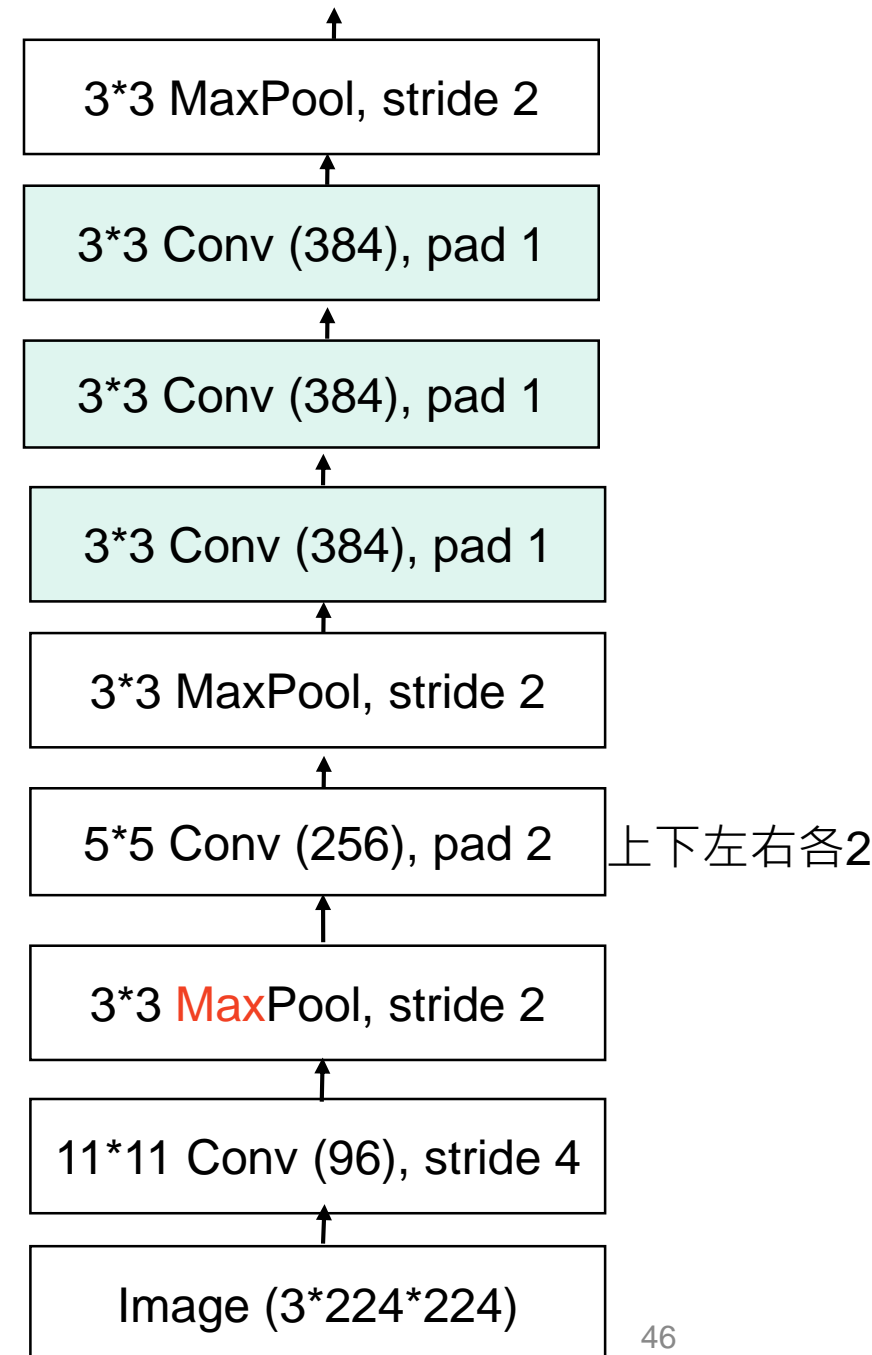 3*3 MaxPool, stride 2
3*3 Conv (384), pad 1
3*3 Conv (384), pad 1
3*3 Conv (384), pad 1
3*3 MaxPool, stride 2
5*5 Conv (256), pad 2
上下左右各2
3*3 MaxPool, stride 2
11*11 Conv (96), stride 4
Image (3*224*224)
46